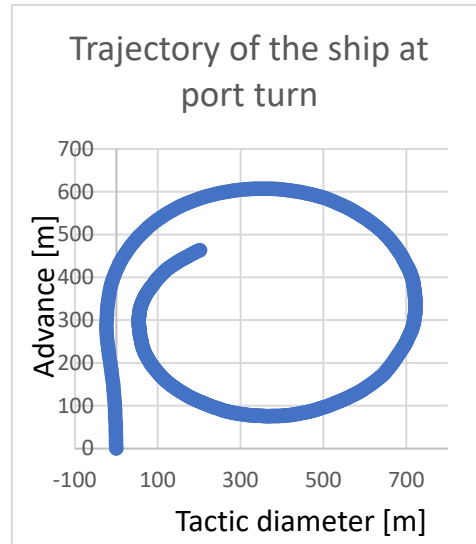 Trajectory of the ship at
port turn
700
600
500
400
300
200
100
0
-100 100 300 500 700
Advance [m]
Tactic diameter [m]